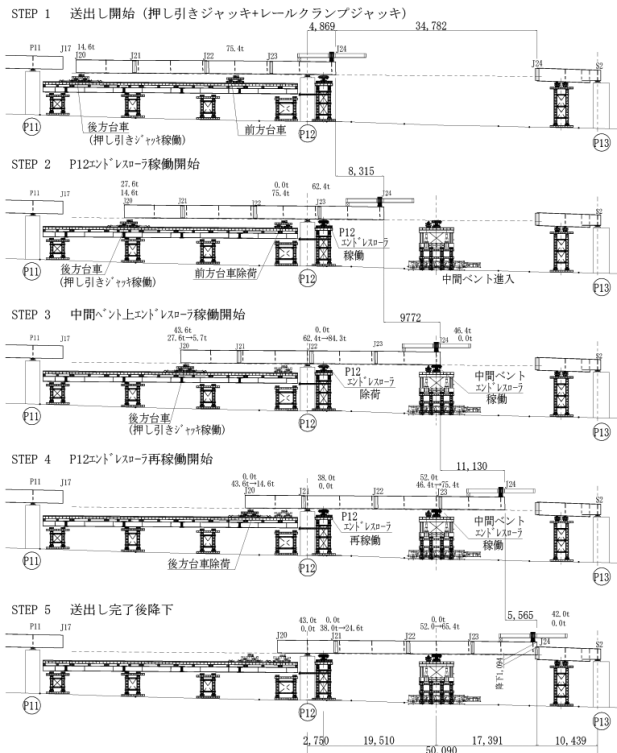 STEP 1 送出し開始 (押し引きジャッキ+レールクランプジャッキ)
4,869 34,782
P11 J17 14.6t J20 J21 J22 75.4t J23 J24 J24 S2
P11 後方台車 (押し引きジャッキ稼働) 前方台車 P12 P13
STEP 2 P12エンドレスローラ稼働開始
8,315
27.6t 0.0t 62.4t
14.6t 75.4t
P11 J17 J20 J21 J22 J23 J24 J24 S2
P12 エンドレスローラ 稼働
P11 後方台車 (押し引きジャッキ稼働) 前方台車除荷 P12 中間ベント進入 P13
STEP 3 中間ベント上エンドレスローラ稼働開始
9772
43.6t 0.0t 46.4t
27.6t→5.7t 62.4t→84.3t 0.0t
P11 J17 J20 J21 J22 J23 J24 J24 S2
P12 エンドレスローラ 除荷
中間ベント エンドレスローラ 稼働
P11 後方台車 (押し引きジャッキ稼働) P12 P13
STEP 4 P12エンドレスローラ再稼働開始
11,130
0.0t 38.0t 52.0t
43.6t→14.6t 0.0t 46.4t→75.4t
P11 J17 J20 J21 J22 J23 J24 J24 S2
P12 エンドレスローラ 再稼働
中間ベント エンドレスローラ 稼働
P11 後方台車除荷 P12 P13
STEP 5 送出し完了後降下
5,565
43.0t 0.0t 0.0t 42.0t
0.0t 38.0t→24.6t 52.0→65.4t 0.0t
P11 J17 J20 J21 J22 J23 J24 S2
降下1,094
P11 P12 P13
2,750 19,510 17,391 10,439
50,090